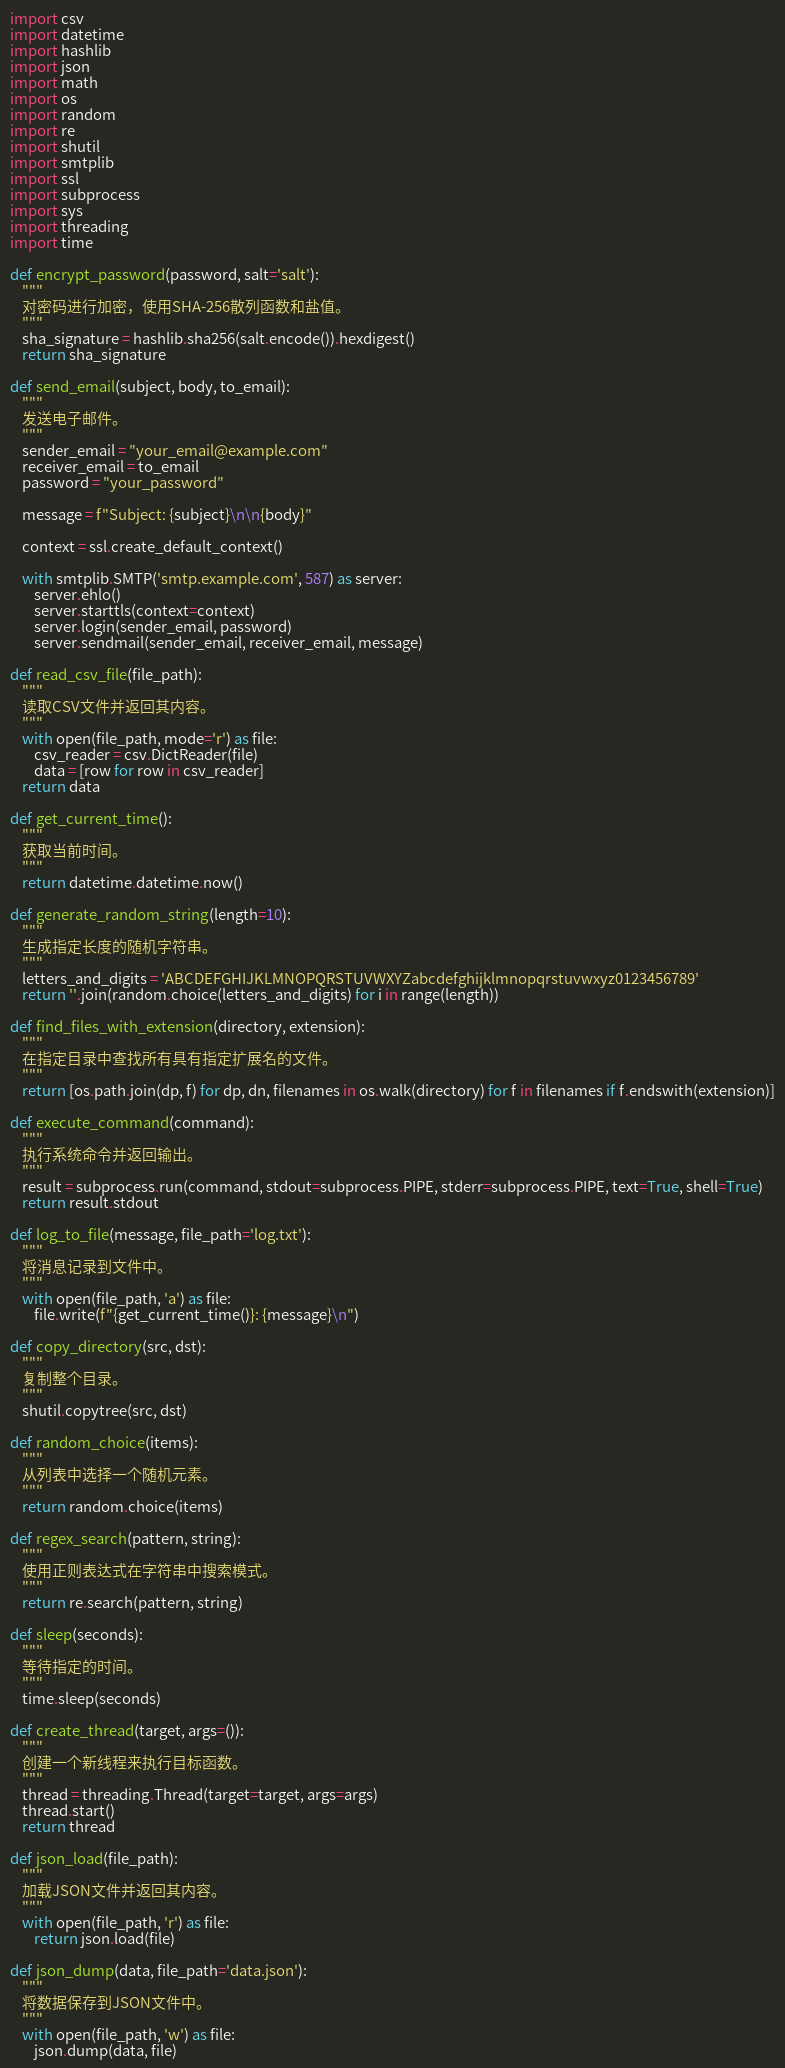 import csv
import datetime
import hashlib
import json
import math
import os
import random
import re
import shutil
import smtplib
import ssl
import subprocess
import sys
import threading
import time

def encrypt_password(password, salt='salt'):
    """
    对密码进行加密，使用SHA-256散列函数和盐值。
    """
    sha_signature = hashlib.sha256(salt.encode()).hexdigest()
    return sha_signature

def send_email(subject, body, to_email):
    """
    发送电子邮件。
    """
    sender_email = "your_email@example.com"
    receiver_email = to_email
    password = "your_password"

    message = f"Subject: {subject}\n\n{body}"

    context = ssl.create_default_context()

    with smtplib.SMTP('smtp.example.com', 587) as server:
        server.ehlo()
        server.starttls(context=context)
        server.login(sender_email, password)
        server.sendmail(sender_email, receiver_email, message)

def read_csv_file(file_path):
    """
    读取CSV文件并返回其内容。
    """
    with open(file_path, mode='r') as file:
        csv_reader = csv.DictReader(file)
        data = [row for row in csv_reader]
    return data

def get_current_time():
    """
    获取当前时间。
    """
    return datetime.datetime.now()

def generate_random_string(length=10):
    """
    生成指定长度的随机字符串。
    """
    letters_and_digits = 'ABCDEFGHIJKLMNOPQRSTUVWXYZabcdefghijklmnopqrstuvwxyz0123456789'
    return ''.join(random.choice(letters_and_digits) for i in range(length))

def find_files_with_extension(directory, extension):
    """
    在指定目录中查找所有具有指定扩展名的文件。
    """
    return [os.path.join(dp, f) for dp, dn, filenames in os.walk(directory) for f in filenames if f.endswith(extension)]

def execute_command(command):
    """
    执行系统命令并返回输出。
    """
    result = subprocess.run(command, stdout=subprocess.PIPE, stderr=subprocess.PIPE, text=True, shell=True)
    return result.stdout

def log_to_file(message, file_path='log.txt'):
    """
    将消息记录到文件中。
    """
    with open(file_path, 'a') as file:
        file.write(f"{get_current_time()}: {message}\n")

def copy_directory(src, dst):
    """
    复制整个目录。
    """
    shutil.copytree(src, dst)

def random_choice(items):
    """
    从列表中选择一个随机元素。
    """
    return random.choice(items)

def regex_search(pattern, string):
    """
    使用正则表达式在字符串中搜索模式。
    """
    return re.search(pattern, string)

def sleep(seconds):
    """
    等待指定的时间。
    """
    time.sleep(seconds)

def create_thread(target, args=()):
    """
    创建一个新线程来执行目标函数。
    """
    thread = threading.Thread(target=target, args=args)
    thread.start()
    return thread

def json_load(file_path):
    """
    加载JSON文件并返回其内容。
    """
    with open(file_path, 'r') as file:
        return json.load(file)

def json_dump(data, file_path='data.json'):
    """
    将数据保存到JSON文件中。
    """
    with open(file_path, 'w') as file:
        json.dump(data, file)